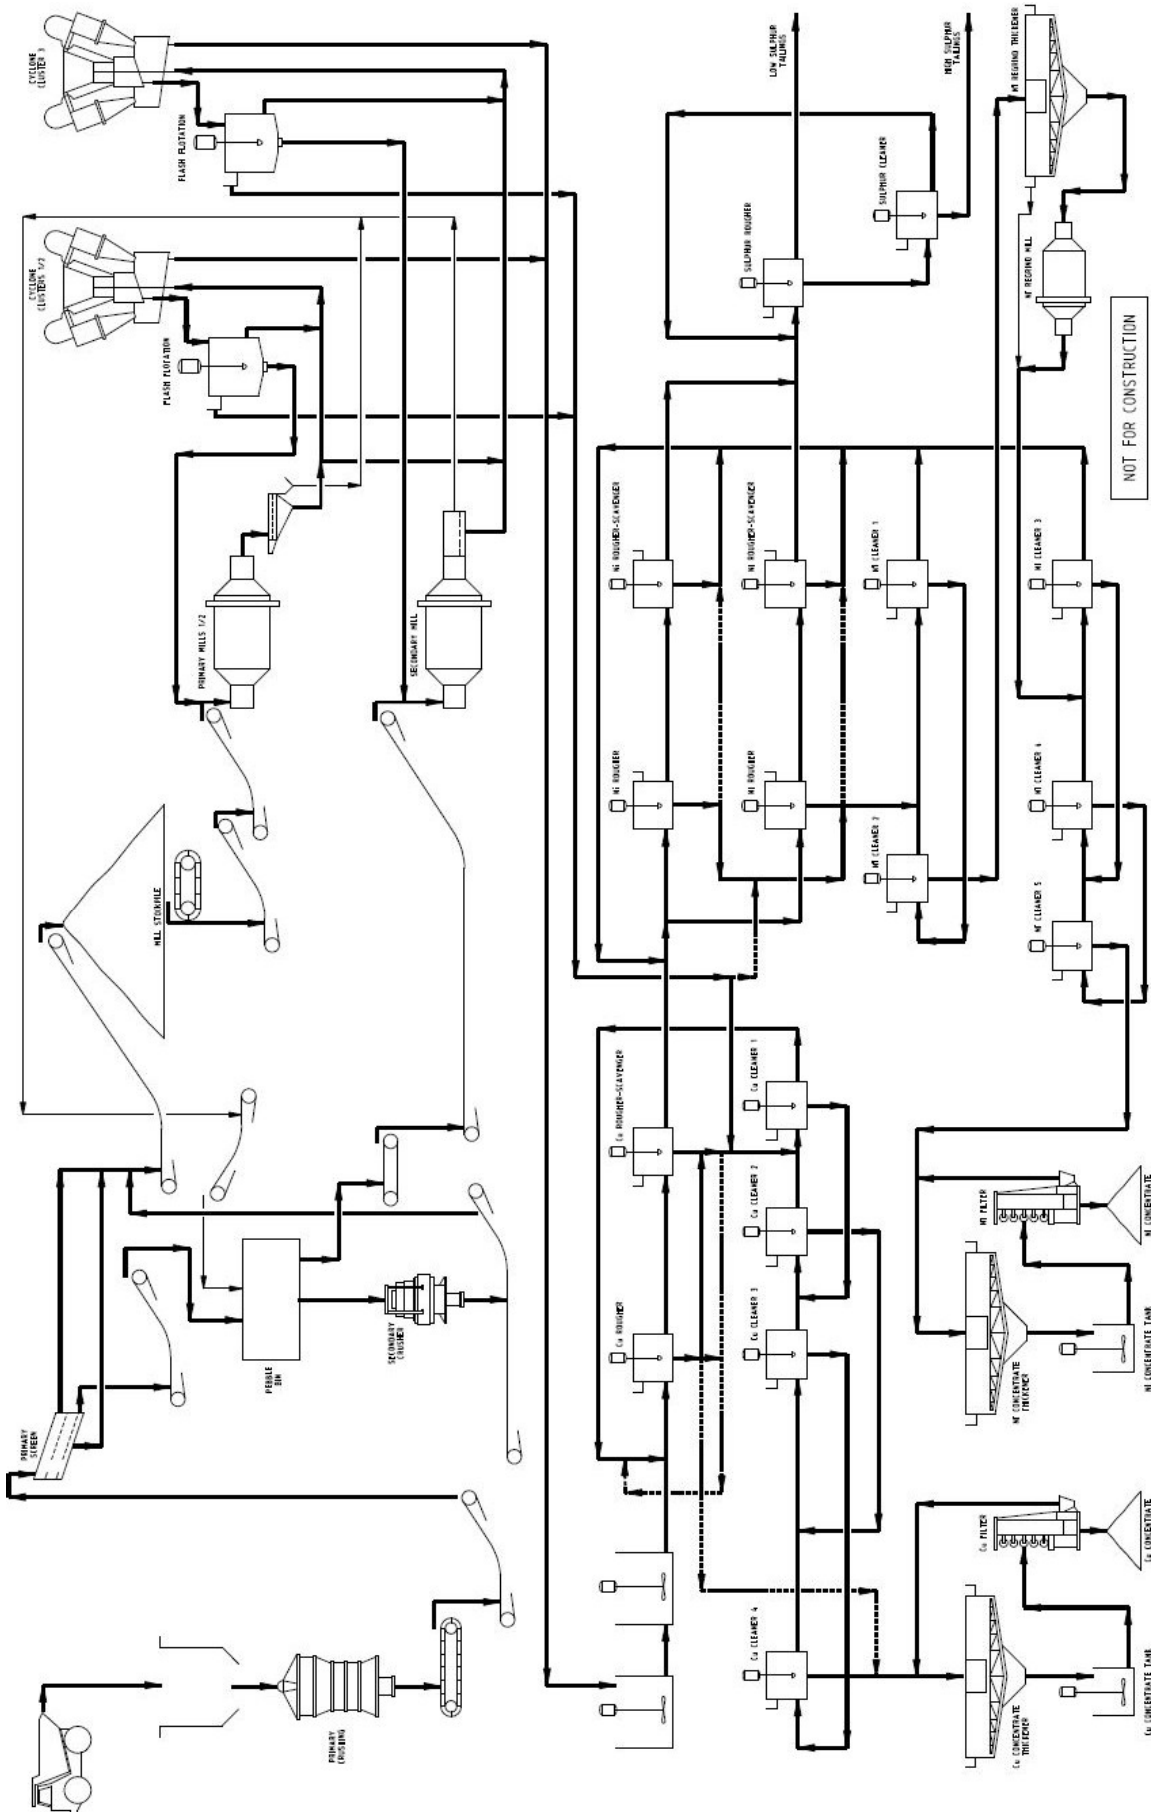 CYCLONE
CLUSTER 3
FLASH FLOTATION
CYCLONE
CLUSTERS 1/2
FLASH FLOTATION
PRIMARY MILLS 1/2
SECONDARY MILL
MILL STOCKPILE
PRIMARY
SCREEN
PEBBLE
BIN
SECONDARY
CRUSHER
PRIMARY
CRUSHING
LOW SULPHUR
TAILINGS
HIGH SULPHUR
TAILINGS
SULPHUR CLEANER
SULPHUR ROUGHER
Ni REGRIND THICKENER
Ni REGRIND MILL
NOT FOR CONSTRUCTION
Ni ROUGHER-SCAVENGER
Ni ROUGHER-SCAVENGER
Ni CLEANER 1
Ni CLEANER 3
Ni ROUGHER
Ni ROUGHER
Ni CLEANER 2
Ni CLEANER 4
Ni CLEANER 5
Cu ROUGHER-SCAVENGER
Cu CLEANER 1
Cu CLEANER 2
Cu ROUGHER
Cu CLEANER 3
Cu CLEANER 4
Ni FILTER
Ni CONCENTRATE
Ni CONCENTRATE
THICKENER
Ni CONCENTRATE TANK
Cu FILTER
Cu CONCENTRATE
Cu CONCENTRATE
THICKENER
Cu CONCENTRATE TANK